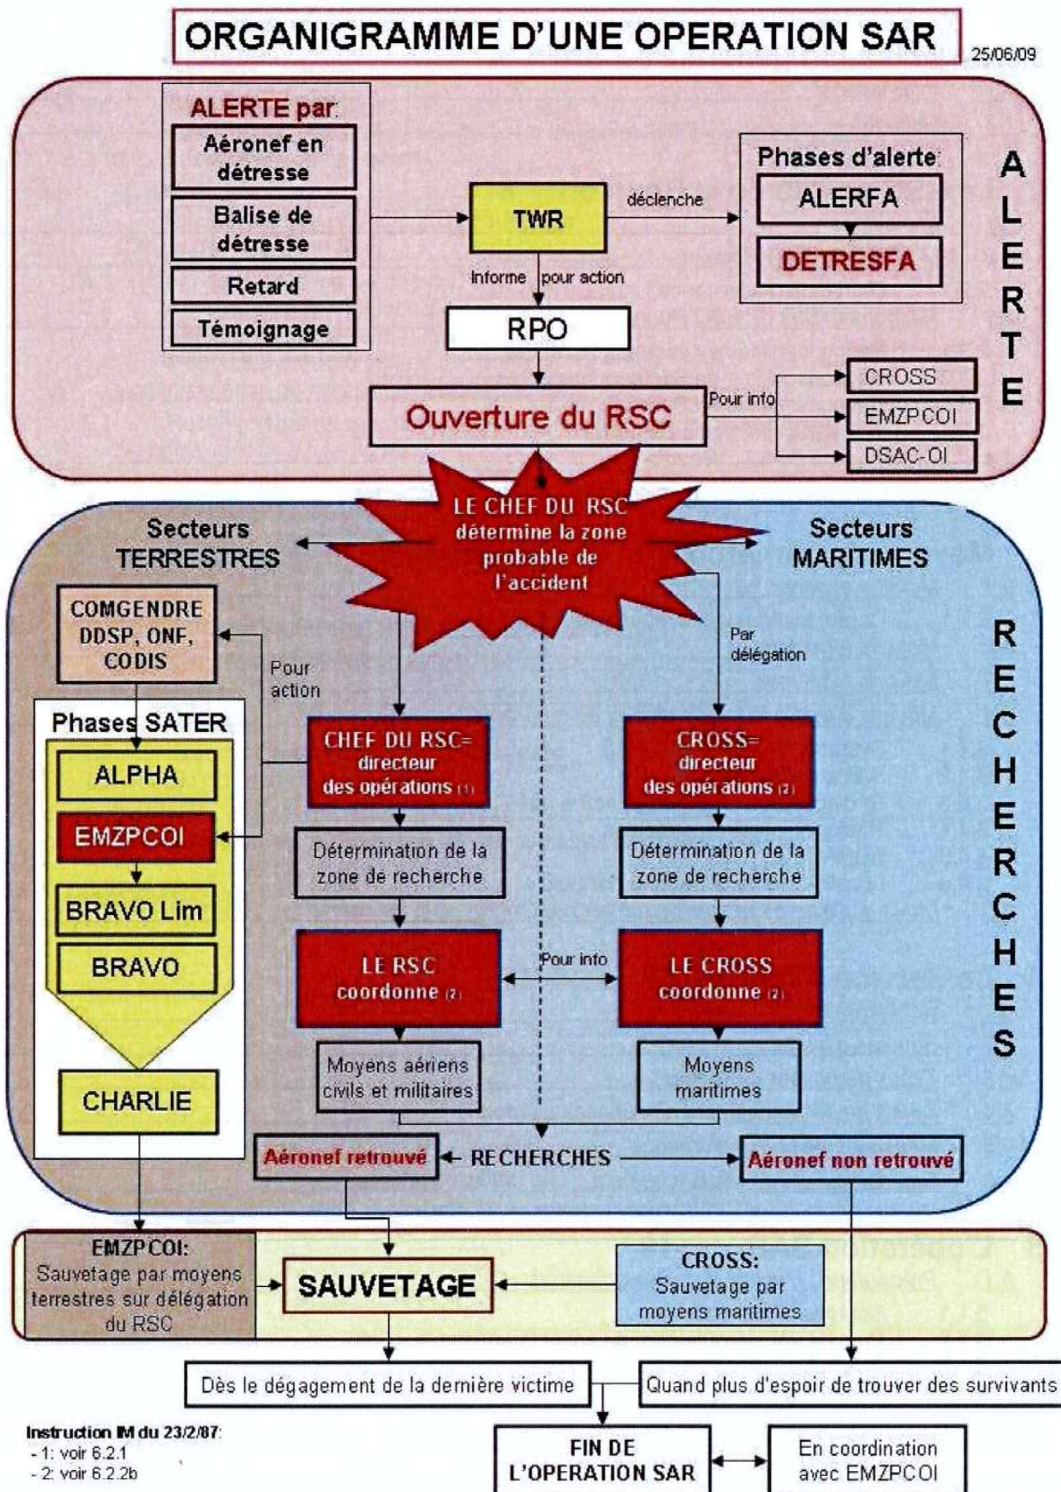 ORGANIGRAMME D'UNE OPERATION SAR
25/06/09
ALERTE par:
Aéronef en
détresse
Balise de
détresse
Retard
Témoignage
TWR
déclenche
Phases d'alerte:
ALERFA
DETRESFA
ALERTE
Informe pour action
RPO
Ouverture du RSC
Pour info
CROSS
EMZPCOI
DSAC-OI
LE CHEF DU RSC
détermine la zone
probable de
l'accident
Secteurs
TERRESTRES
Secteurs
MARITIMES
RECHERCHES
COMGENDRE
DDSP, ONF,
CODIS
Pour
action
Par
délégation
Phases SATER
ALPHA
EMZPCOI
BRAVO Lim
BRAVO
CHARLIE
CHEF DU RSC=
directeur
des opérations (1)
CROSS=
directeur
des opérations (2)
Détermination de la
zone de recherche
Détermination de la
zone de recherche
LE RSC
coordonne (2)
Pour info
LE CROSS
coordonne (2)
Moyens aériens
civils et militaires
Moyens
maritimes
Aéronef retrouvé
RECHERCHES
Aéronef non retrouvé
EMZPCOI:
Sauvetage par moyens
terrestres sur délégation
du RSC
SAUVETAGE
CROSS:
Sauvetage par
moyens maritimes
Dès le dégagement de la dernière victime
Quand plus d'espoir de trouver des survivants
Instruction IM du 23/2/87:
- 1: voir 6.2.1
- 2: voir 6.2.2b
FIN DE
L'OPERATION SAR
En coordination
avec EMZPCOI